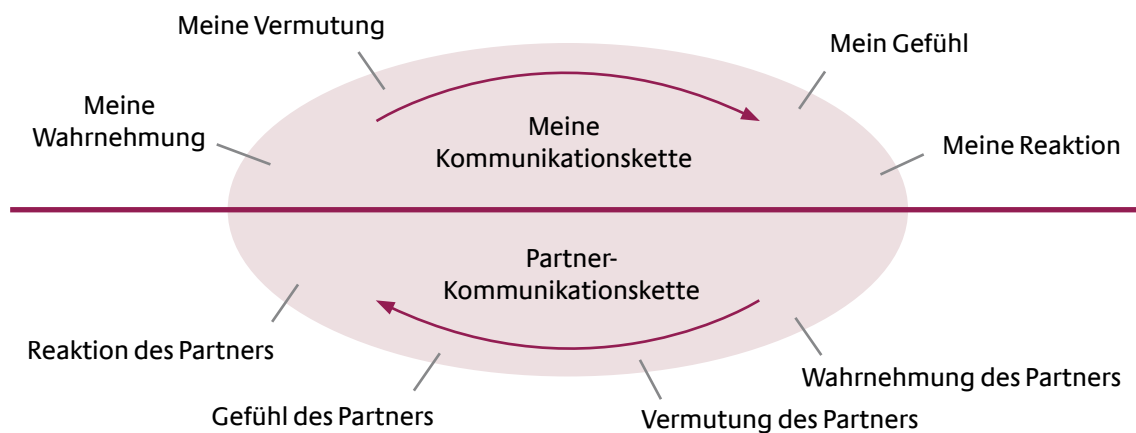 Meine Vermutung
Mein Gefühl
Meine
Wahrnehmung
Meine
Kommunikationskette
Meine Reaktion
Partner-
Kommunikationskette
Reaktion des Partners
Wahrnehmung des Partners
Gefühl des Partners
Vermutung des Partners